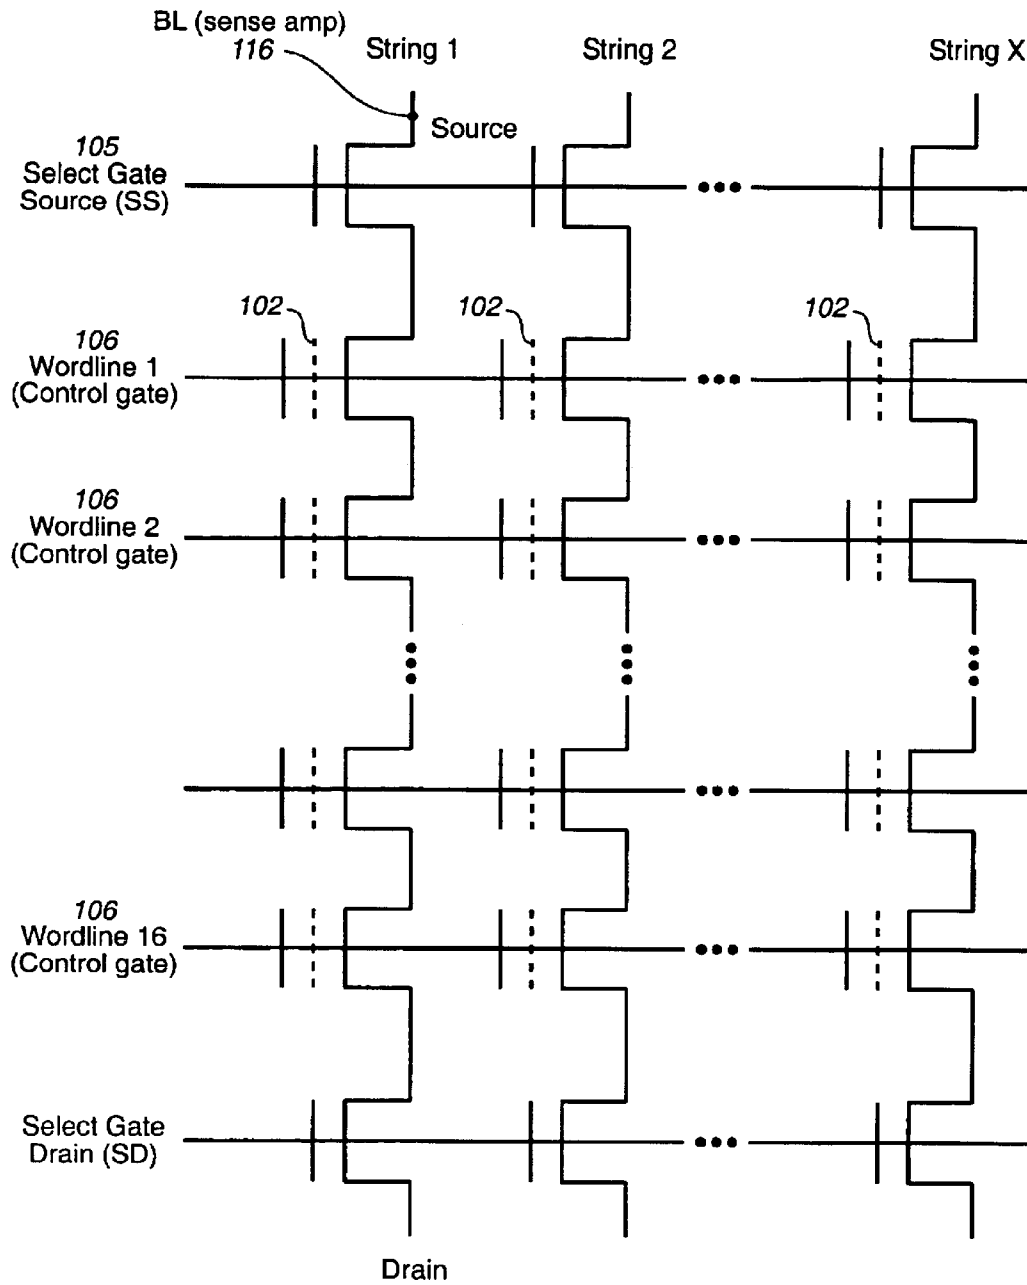 BL (sense amp)
116
String 1
String 2
String X
Source
105
Select Gate
Source (SS)
102
102
102
106
Wordline 1
(Control gate)
106
Wordline 2
(Control gate)
106
Wordline 16
(Control gate)
Select Gate
Drain (SD)
Drain